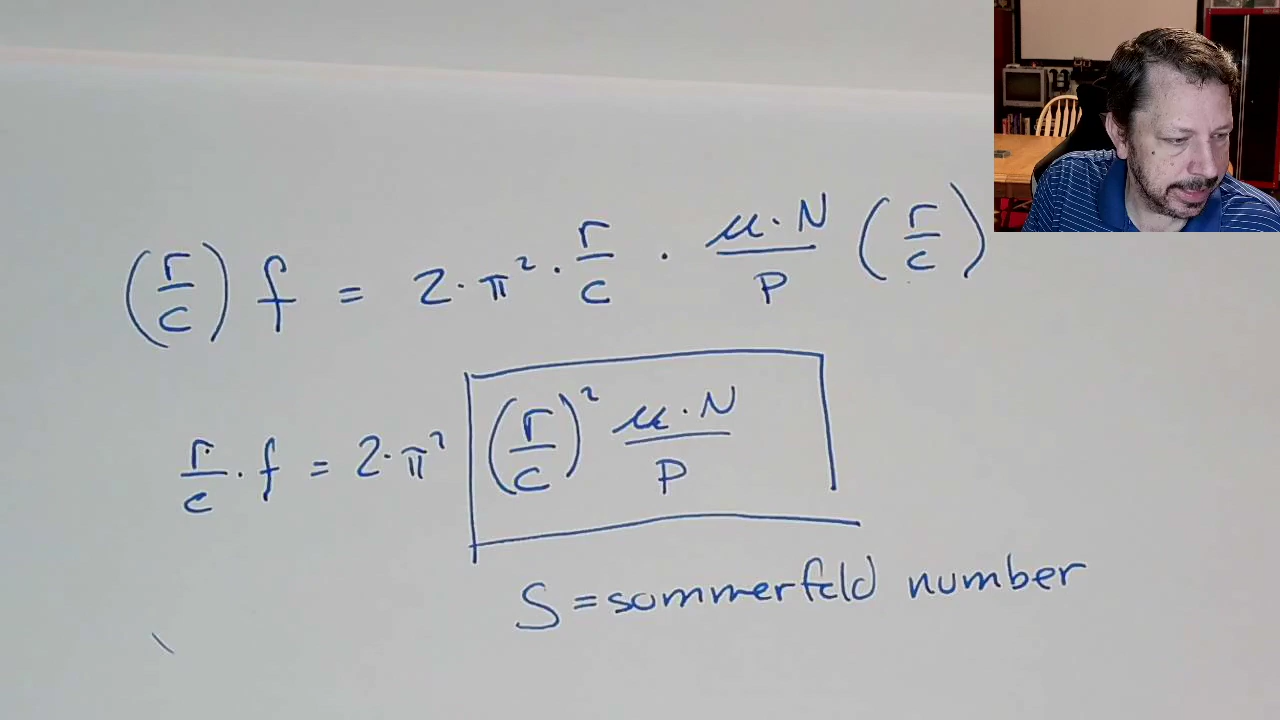 (r/c) f = 2·π²· r/c · μ·N/P (r/c)
r/c · f = 2·π² (r/c)² μ·N/P
S = sommerfeld number